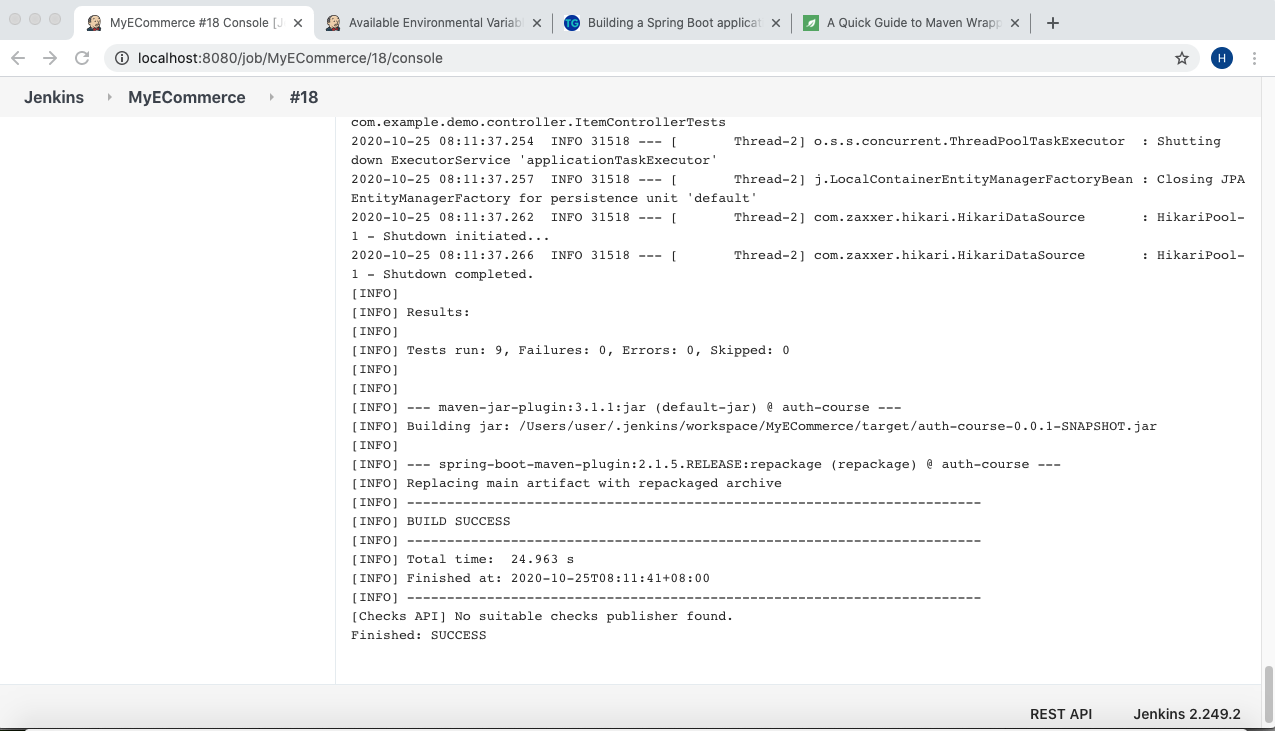 MyECommerce #18 Console [J
Available Environmental Variab
TG
Building a Spring Boot applicat
A Quick Guide to Maven Wrapp
localhost:8080/job/MyECommerce/18/console
H
Jenkins MyECommerce #18
com.example.demo.controller.ItemControllerTests
2020-10-25 08:11:37.254 INFO 31518 --- [ Thread-2] o.s.s.concurrent.ThreadPoolTaskExecutor : Shutting
down ExecutorService 'applicationTaskExecutor'
2020-10-25 08:11:37.257 INFO 31518 --- [ Thread-2] j.LocalContainerEntityManagerFactoryBean : Closing JPA
EntityManagerFactory for persistence unit 'default'
2020-10-25 08:11:37.262 INFO 31518 --- [ Thread-2] com.zaxxer.hikari.HikariDataSource : HikariPool-
1 - Shutdown initiated...
2020-10-25 08:11:37.266 INFO 31518 --- [ Thread-2] com.zaxxer.hikari.HikariDataSource : HikariPool-
1 - Shutdown completed.
[INFO]
[INFO] Results:
[INFO]
[INFO] Tests run: 9, Failures: 0, Errors: 0, Skipped: 0
[INFO]
[INFO]
[INFO] --- maven-jar-plugin:3.1.1:jar (default-jar) @ auth-course ---
[INFO] Building jar: /Users/user/.jenkins/workspace/MyECommerce/target/auth-course-0.0.1-SNAPSHOT.jar
[INFO]
[INFO] --- spring-boot-maven-plugin:2.1.5.RELEASE:repackage (repackage) @ auth-course ---
[INFO] Replacing main artifact with repackaged archive
[INFO] ------------------------------------------------------------------------
[INFO] BUILD SUCCESS
[INFO] ------------------------------------------------------------------------
[INFO] Total time: 24.963 s
[INFO] Finished at: 2020-10-25T08:11:41+08:00
[INFO] ------------------------------------------------------------------------
[Checks API] No suitable checks publisher found.
Finished: SUCCESS
REST API Jenkins 2.249.2